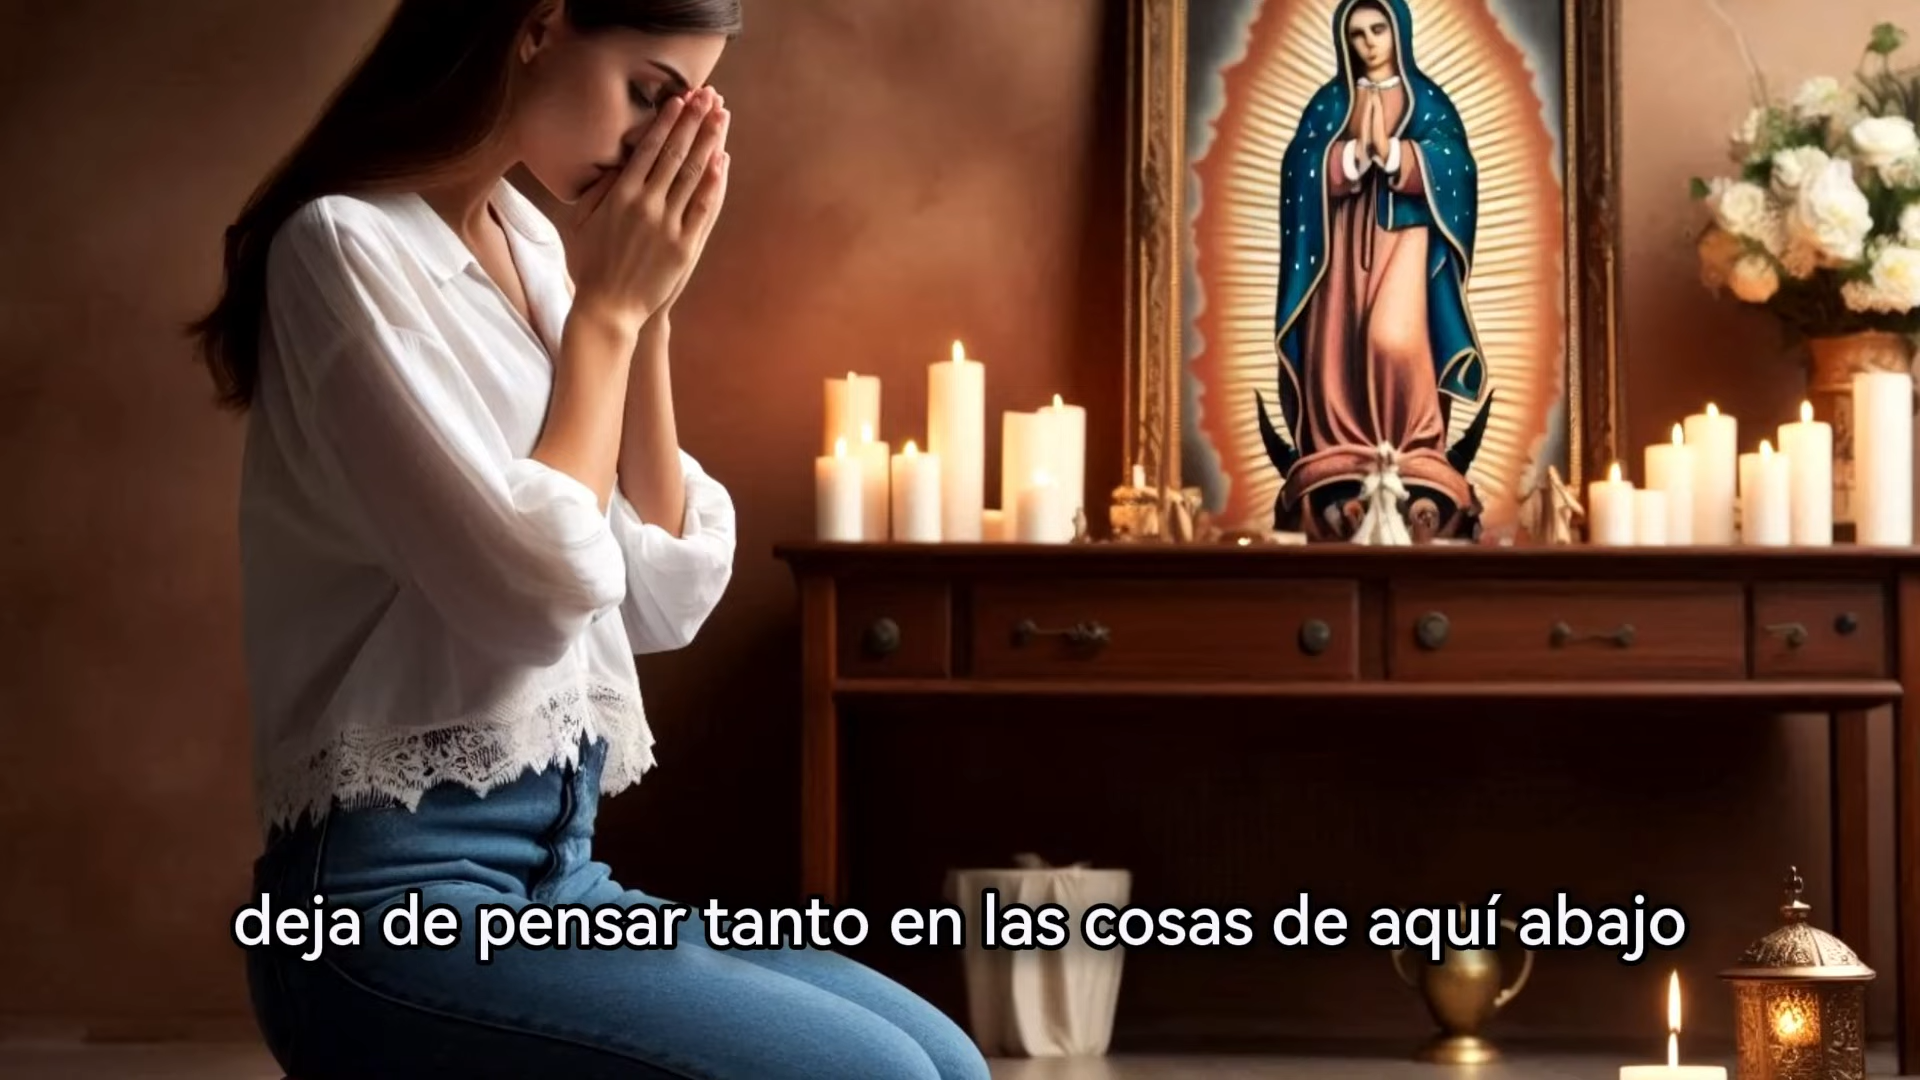 deja de pensar tanto en las cosas de aquí abajo